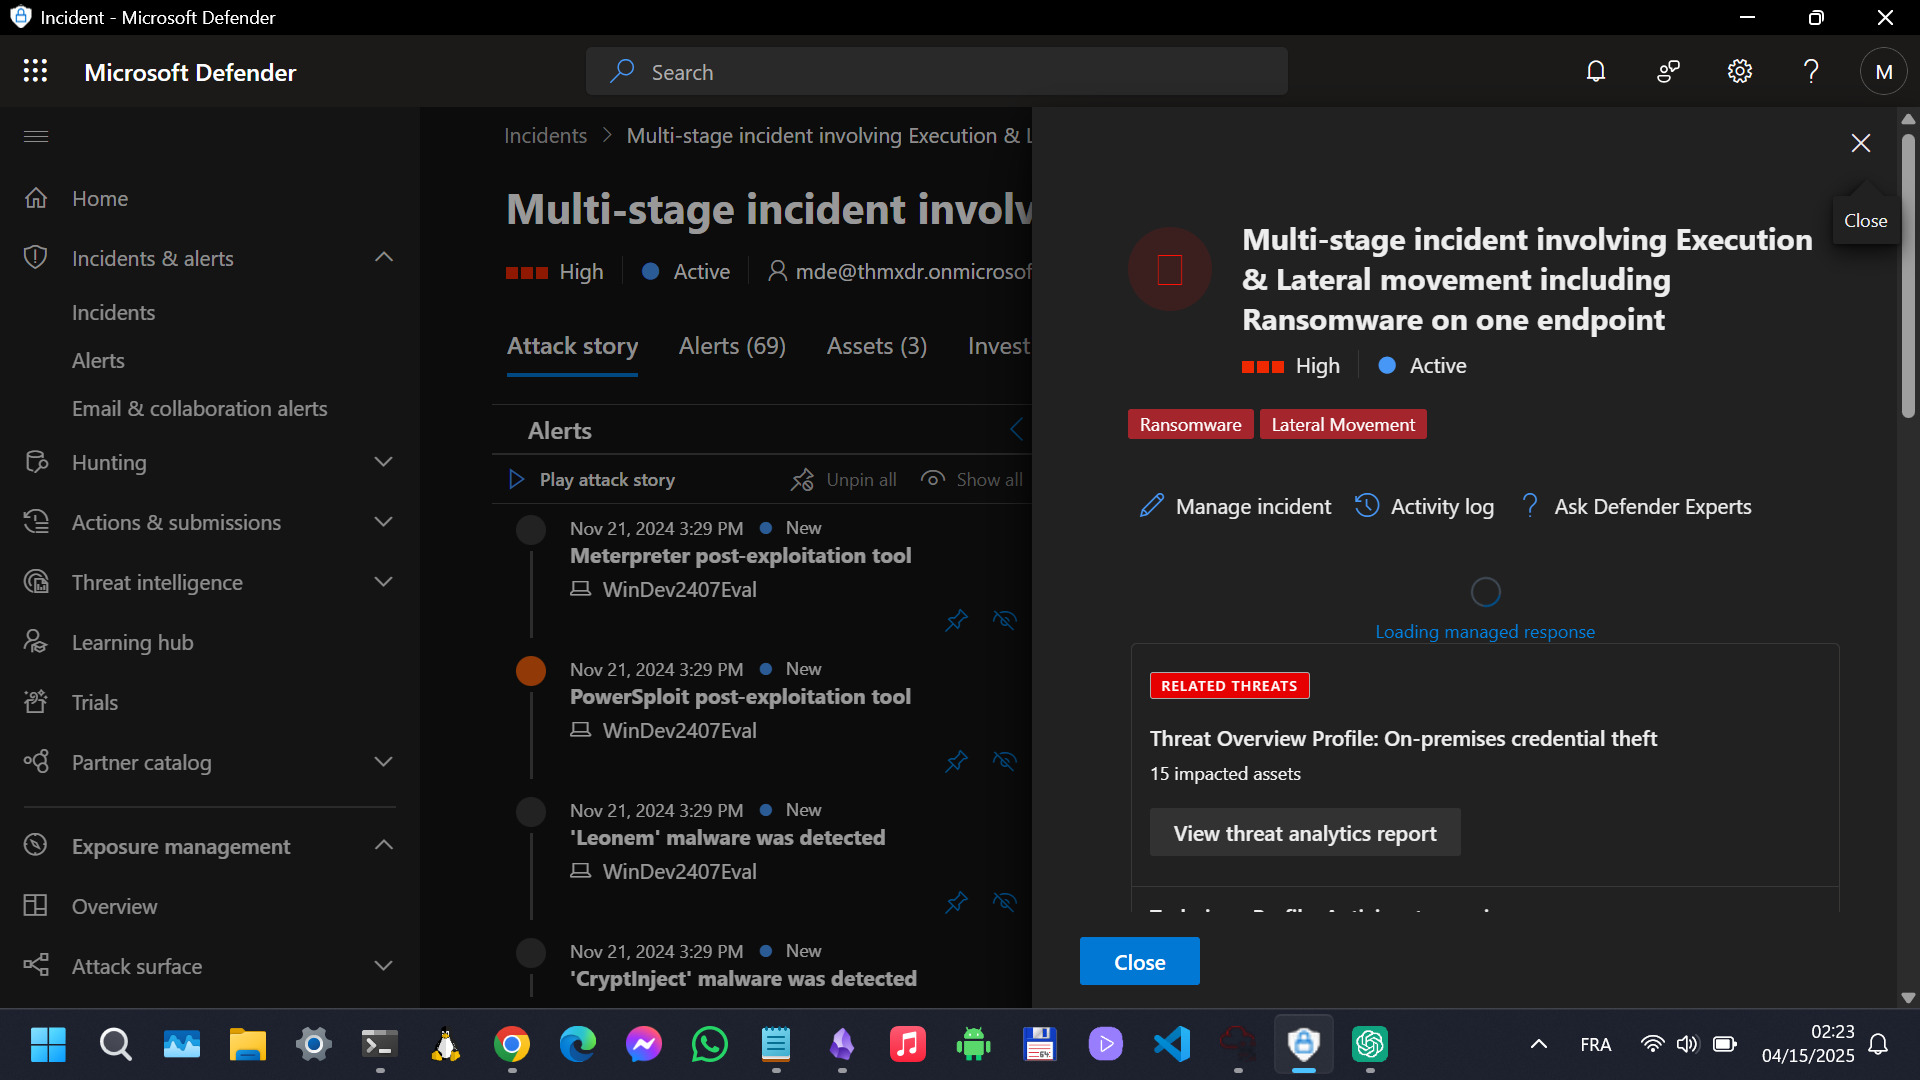 Incident - Microsoft Defender
Microsoft Defender
Search
M
Home
Incidents & alerts
Incidents
Alerts
Email & collaboration alerts
Hunting
Actions & submissions
Threat intelligence
Learning hub
Trials
Partner catalog
Exposure management
Overview
Attack surface
Incidents > Multi-stage incident involving Execution &
Multi-stage incident involv
High
Active
mde@thmxdr.onmicrosof
Attack story
Alerts (69)
Assets (3)
Invest
Alerts
Play attack story
Unpin all
Show all
Nov 21, 2024 3:29 PM
New
Meterpreter post-exploitation tool
WinDev2407Eval
Nov 21, 2024 3:29 PM
New
PowerSploit post-exploitation tool
WinDev2407Eval
Nov 21, 2024 3:29 PM
New
'Leonem' malware was detected
WinDev2407Eval
Nov 21, 2024 3:29 PM
New
'CryptInject' malware was detected
Close
Multi-stage incident involving Execution
& Lateral movement including
Ransomware on one endpoint
High
Active
Ransomware
Lateral Movement
Manage incident
Activity log
Ask Defender Experts
Loading managed response
RELATED THREATS
Threat Overview Profile: On-premises credential theft
15 impacted assets
View threat analytics report
Close
64
FRA
02:23
04/15/2025